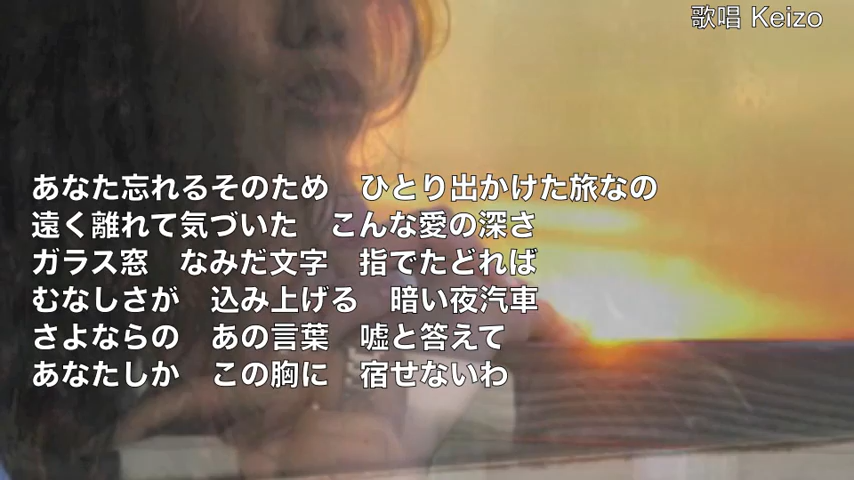 歌唱 Keizo
あなた忘れるそのため　ひとり出かけた旅なの
遠く離れて気づいた　こんな愛の深さ
ガラス窓　なみだ文字　指でたどれば
むなしさが　込み上げる　暗い夜汽車
さよならの　あの言葉　嘘と答えて
あなたしか　この胸に　宿せないわ